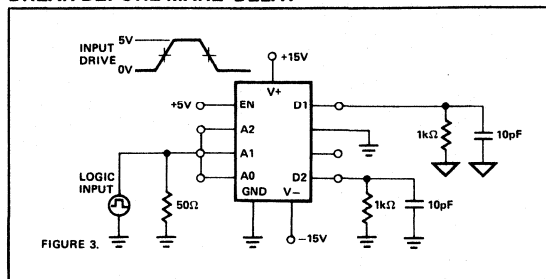 BREAK-BEFORE-MAKE DELAY
INPUT
DRIVE
5V
0V
+15V
V+
+5V
EN
D1
A2
A1
A0
GND
V−
D2
1kΩ
10pF
LOGIC
INPUT
50Ω
1kΩ
10pF
−15V
FIGURE 3.